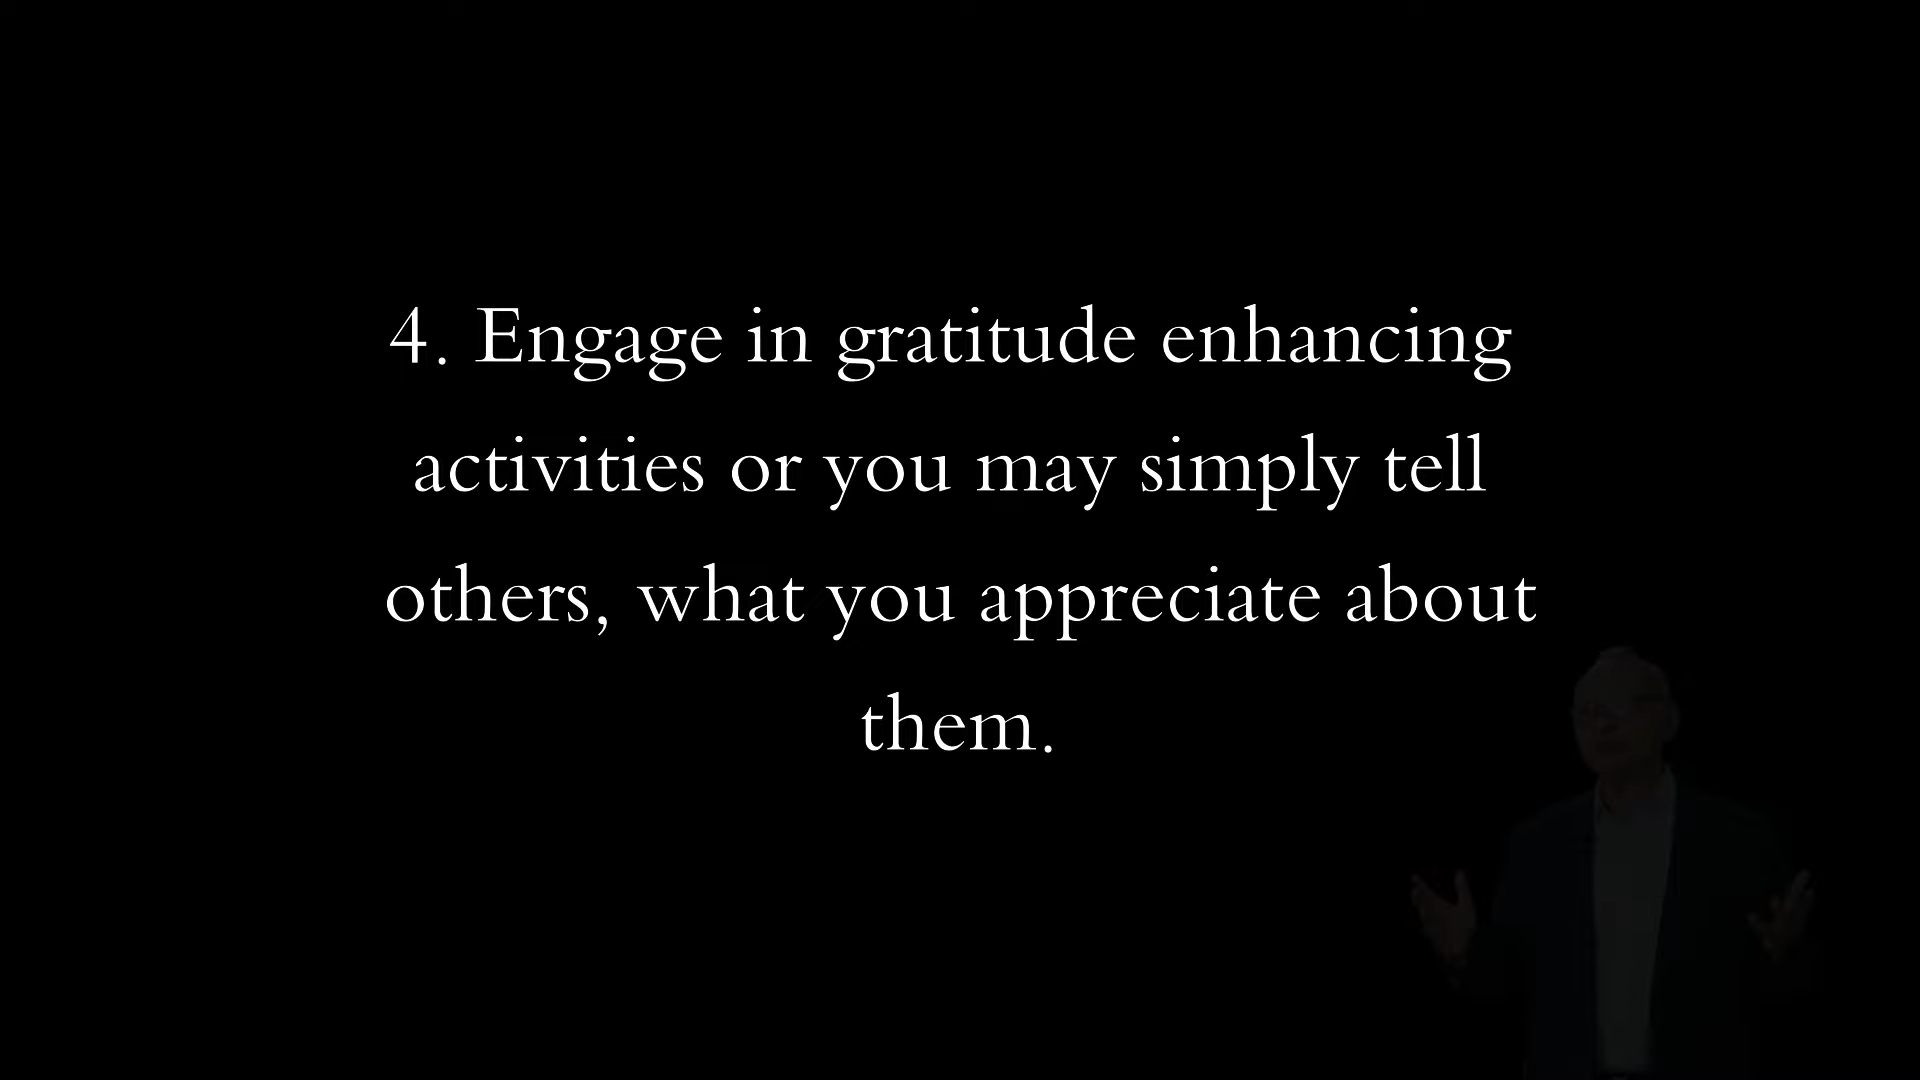 4. Engage in gratitude enhancing
activities or you may simply tell
others, what you appreciate about
them.